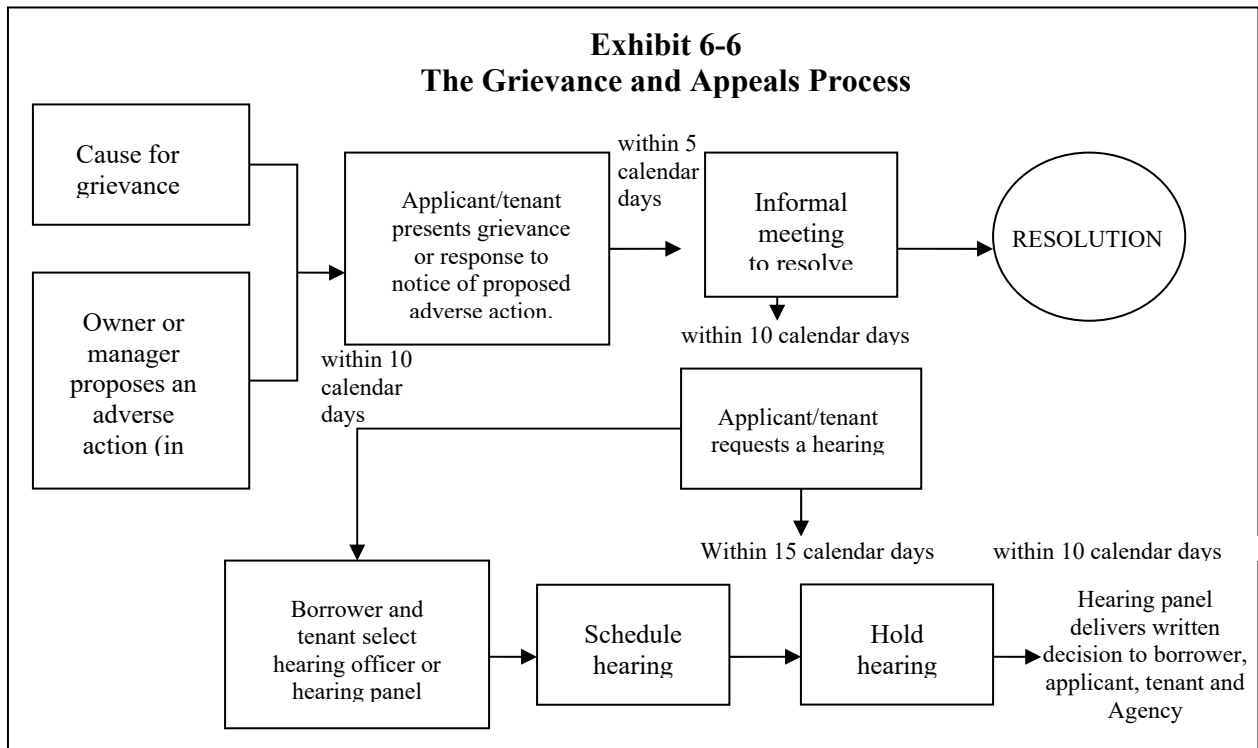 Exhibit 6-6
The Grievance and Appeals Process
Cause for
grievance
Owner or
manager
proposes an
adverse
action (in
within 10
calendar
days
Applicant/tenant
presents grievance
or response to
notice of proposed
adverse action.
within 5
calendar
days
Informal
meeting
to resolve
RESOLUTION
within 10 calendar days
Applicant/tenant
requests a hearing
Within 15 calendar days
within 10 calendar days
Borrower and
tenant select
hearing officer or
hearing panel
Schedule
hearing
Hold
hearing
Hearing panel
delivers written
decision to borrower,
applicant, tenant and
Agency